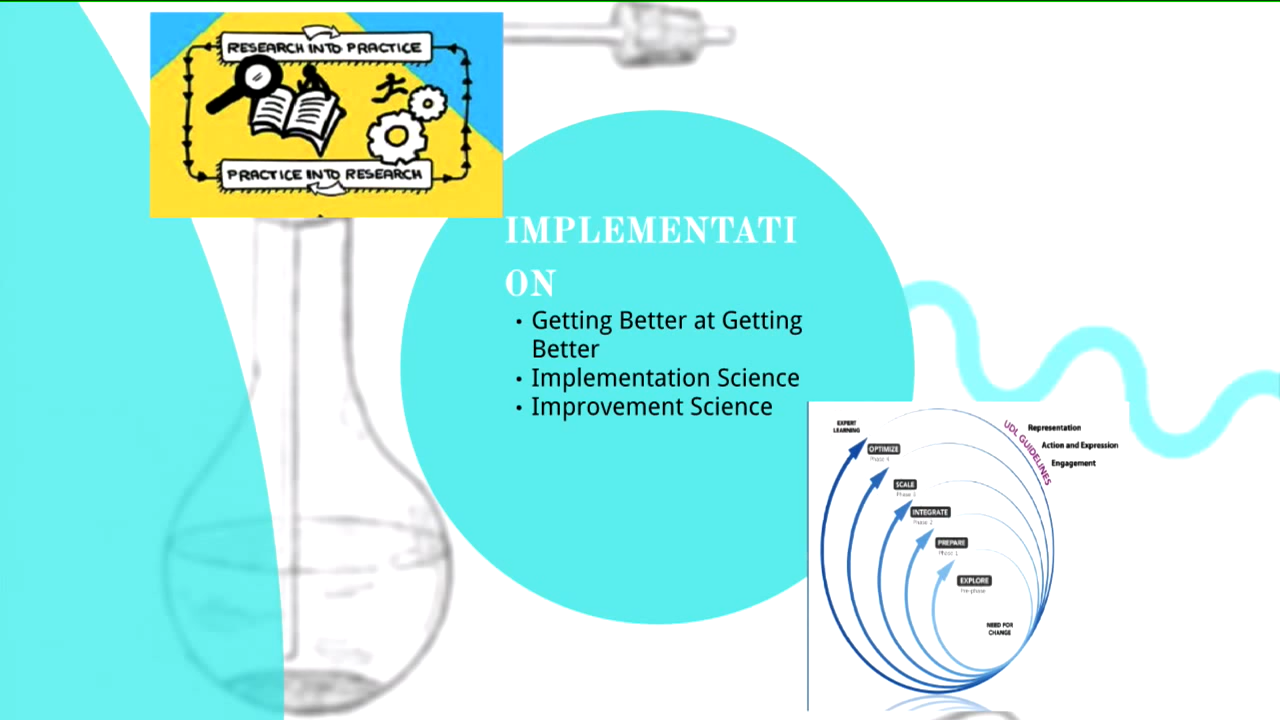 RESEARCH INTO PRACTICE
PRACTICE INTO RESEARCH
IMPLEMENTATI
ON
• Getting Better at Getting
Better
• Implementation Science
• Improvement Science
EXPERT
LEARNING
OPTIMIZE
Phase 4
SCALE
Phase 3
INTEGRATE
Phase 2
PREPARE
Phase 1
EXPLORE
Pre-phase
NEED FOR
CHANGE
UDL GUIDELINES
Representation
Action and Expression
Engagement